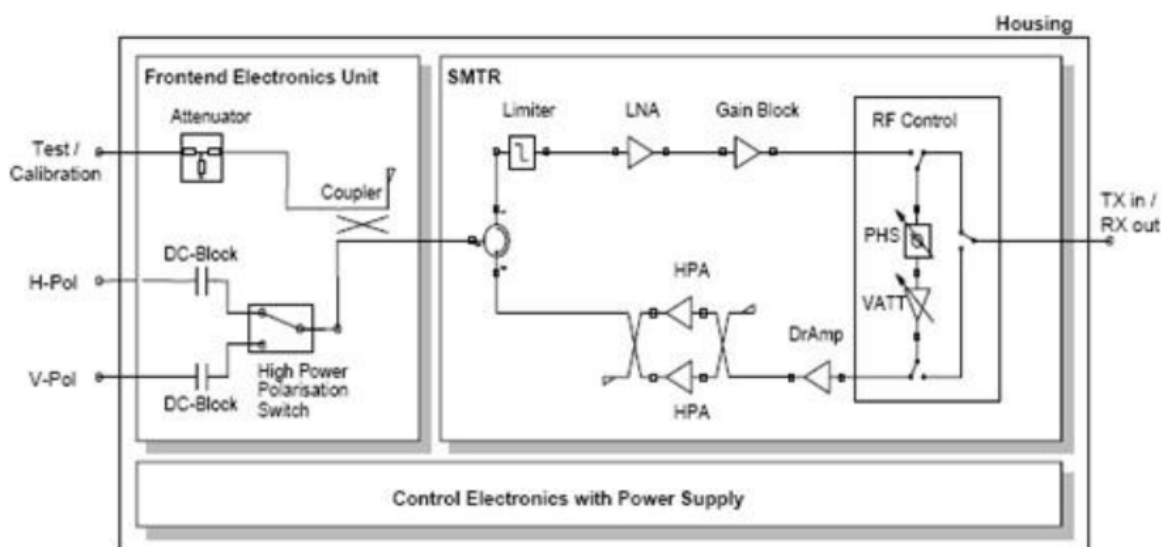 Housing
Frontend Electronics Unit
SMTR
Attenuator
Limiter
LNA
Gain Block
RF Control
Test /
Calibration
Coupler
TX in /
RX out
PHS
DC-Block
H-Pol
HPA
VATT
DrAmp
V-Pol
DC-Block
High Power
Polarisation
Switch
HPA
Control Electronics with Power Supply